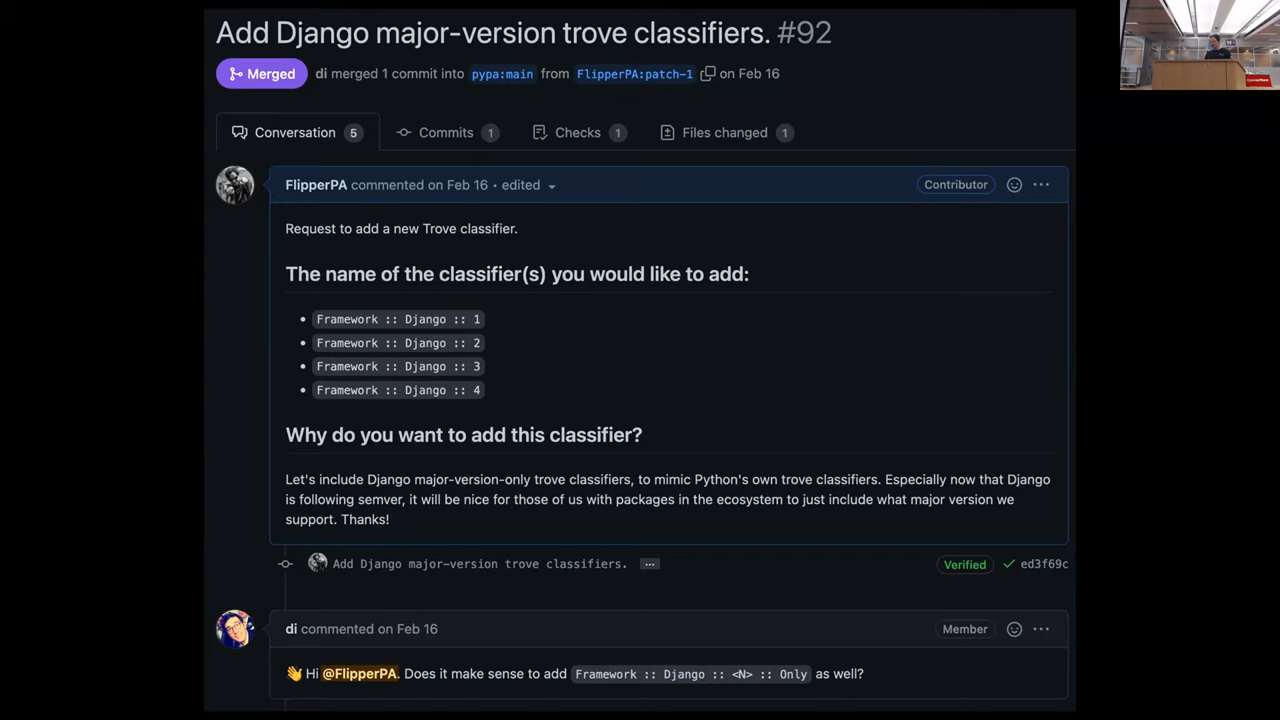 Add Django major-version trove classifiers. #92
Merged di merged 1 commit into pypa:main from FlipperPA:patch-1 on Feb 16
Conversation 5 Commits 1 Checks 1 Files changed 1
FlipperPA commented on Feb 16 • edited Contributor
Request to add a new Trove classifier.
The name of the classifier(s) you would like to add:
• Framework :: Django :: 1
• Framework :: Django :: 2
• Framework :: Django :: 3
• Framework :: Django :: 4
Why do you want to add this classifier?
Let's include Django major-version-only trove classifiers, to mimic Python's own trove classifiers. Especially now that Django
is following semver, it will be nice for those of us with packages in the ecosystem to just include what major version we
support. Thanks!
Add Django major-version trove classifiers. ... Verified ed3f69c
di commented on Feb 16 Member
👋 Hi @FlipperPA. Does it make sense to add Framework :: Django :: <N> :: Only as well?